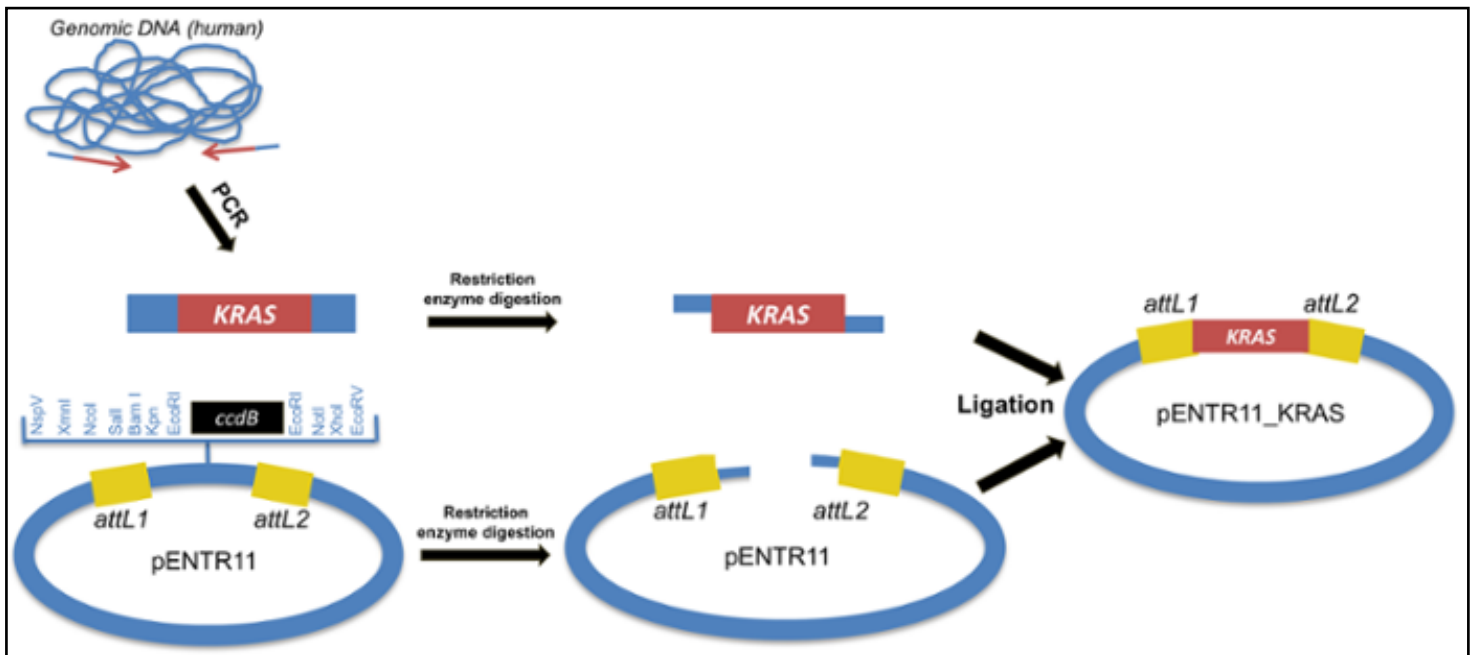 Genomic DNA (human)
PCR
KRAS
Restriction
enzyme digestion
KRAS
attL1
attL2
KRAS
pENTR11_KRAS
Ligation
NspV
XmnI
NcoI
SalI
Bam I
Kpn
EcoRI
ccdB
EcoRI
NotI
XhoI
EcoRV
attL1
attL2
pENTR11
Restriction
enzyme digestion
attL1
attL2
pENTR11